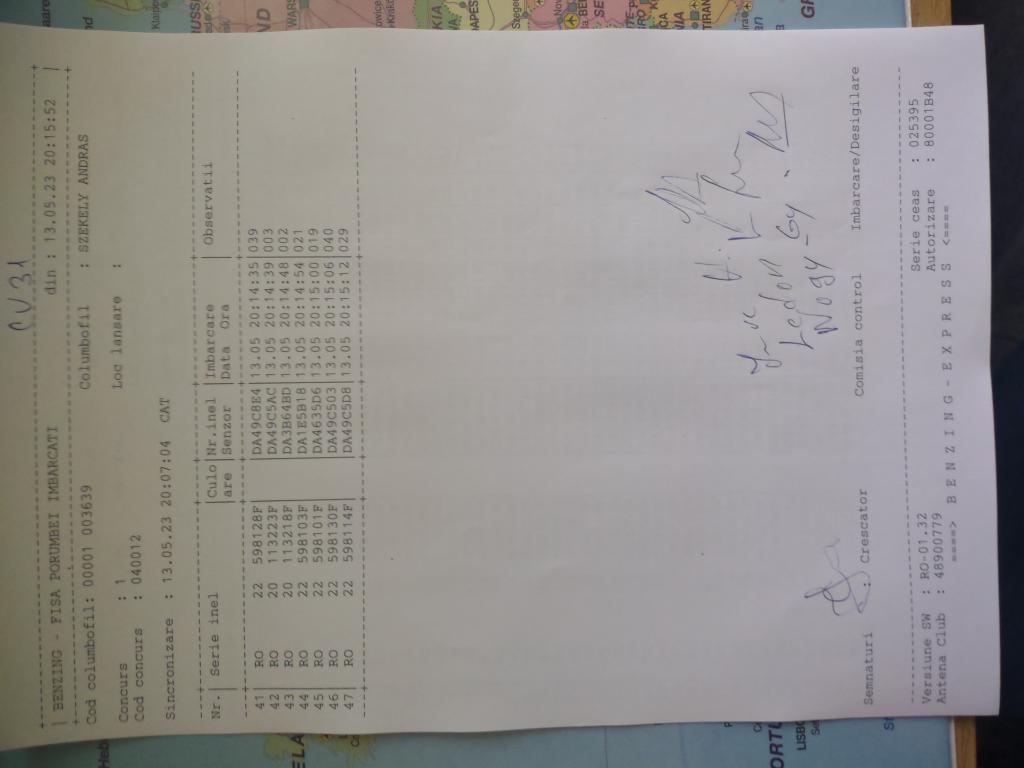 CV 31
| BENZING - FISA PORUMBEI IMBARCATI din : 13.05.23 20:15:52 |
Cod columbofil: 00001 003639 Columbofil : SZEKELY ANDRAS
Concurs : 1 Loc lansare :
Cod concurs : 040012
Sincronizare : 13.05.23 20:07:04 CAT
Nr.| Serie inel |Culo|Nr.inel |Imbarcare |Observatii
| |are |Senzor |Data Ora |
41| RO 22 598128F| |DA49C8E4|13.05 20:14:35|039
42| RO 20 113223F| |DA49C5AC|13.05 20:14:39|003
43| RO 20 113218F| |DA3B64BD|13.05 20:14:48|002
44| RO 22 598103F| |DA1E5B18|13.05 20:14:54|021
45| RO 22 598101F| |DA4635D6|13.05 20:15:00|019
46| RO 22 598130F| |DA49C503|13.05 20:15:06|040
47| RO 22 598114F| |DA49C5D8|13.05 20:15:12|029
Nogy - Gy.
Semnaturi : Crescator Comisia control Imbarcare/Desigilare
Versiune SW : RO-01.32 Serie ceas : 025395
Antena Club : 48900779 Autorizare : 80001B48
====> B E N Z I N G - E X P R E S S <====